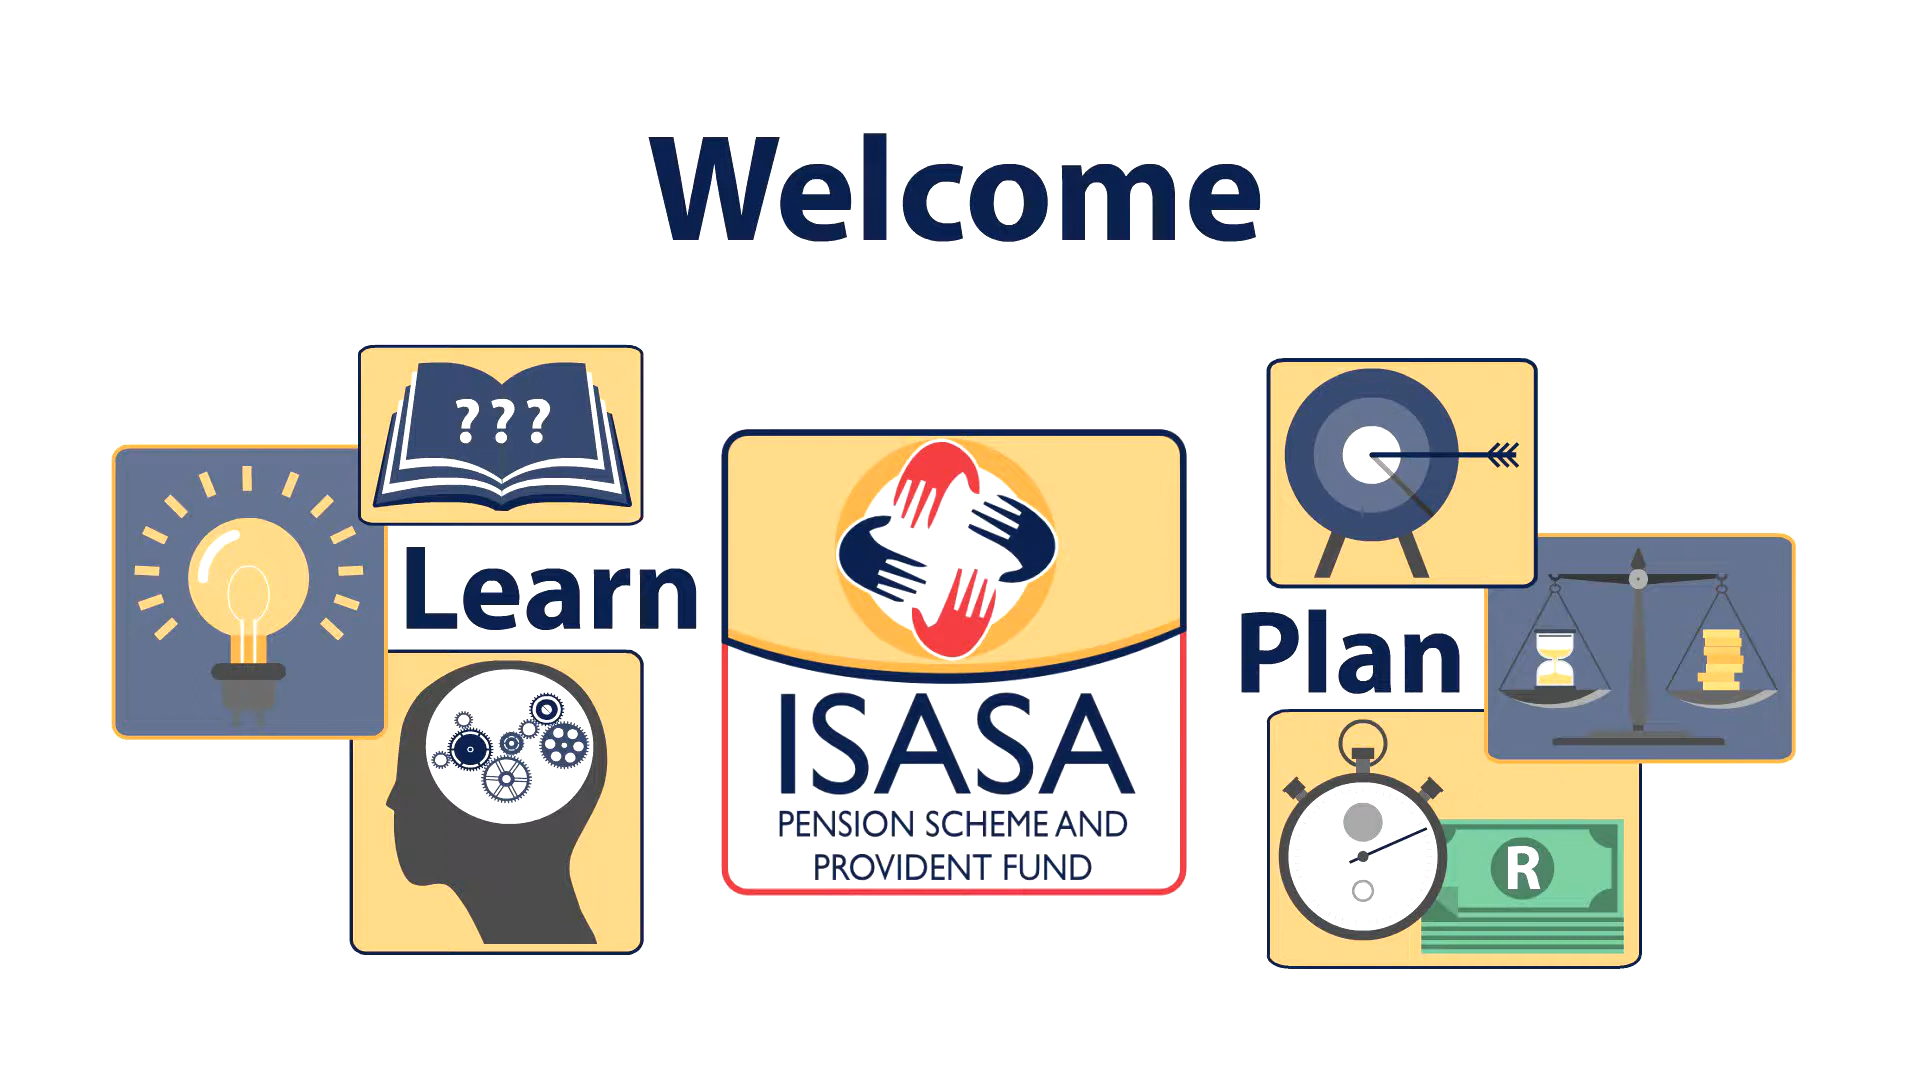 Welcome
???
Learn
ISASA
PENSION SCHEME AND
PROVIDENT FUND
Plan
R